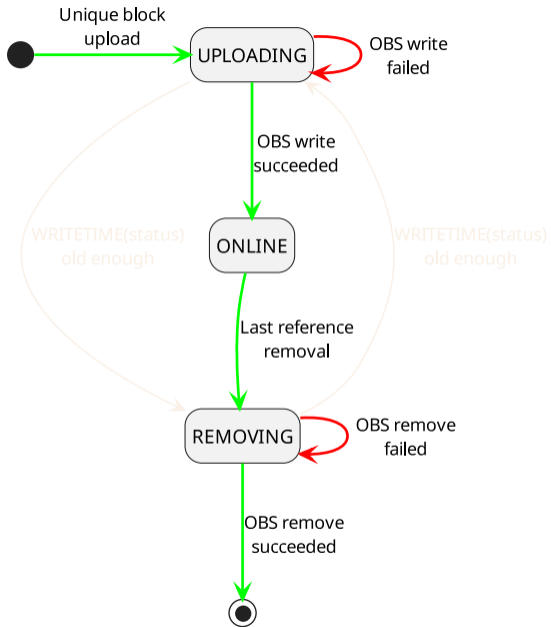 Unique block
upload
UPLOADING
OBS write
failed
OBS write
succeeded
WRITETIME(status)
old enough
WRITETIME(status)
old enough
ONLINE
Last reference
removal
REMOVING
OBS remove
failed
OBS remove
succeeded